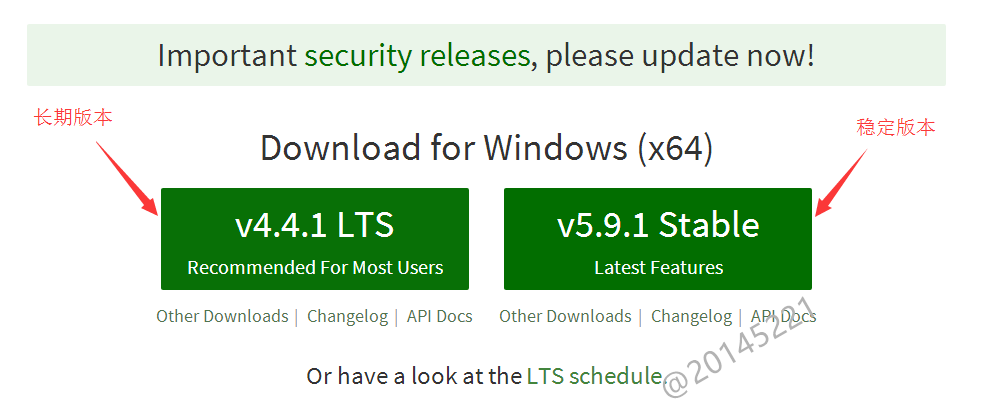 Important security releases, please update now!
长期版本
稳定版本
Download for Windows (x64)
v4.4.1 LTS
Recommended For Most Users
v5.9.1 Stable
Latest Features
Other Downloads | Changelog | API Docs
Other Downloads | Changelog | API Docs
Or have a look at the LTS schedule.
@20145221